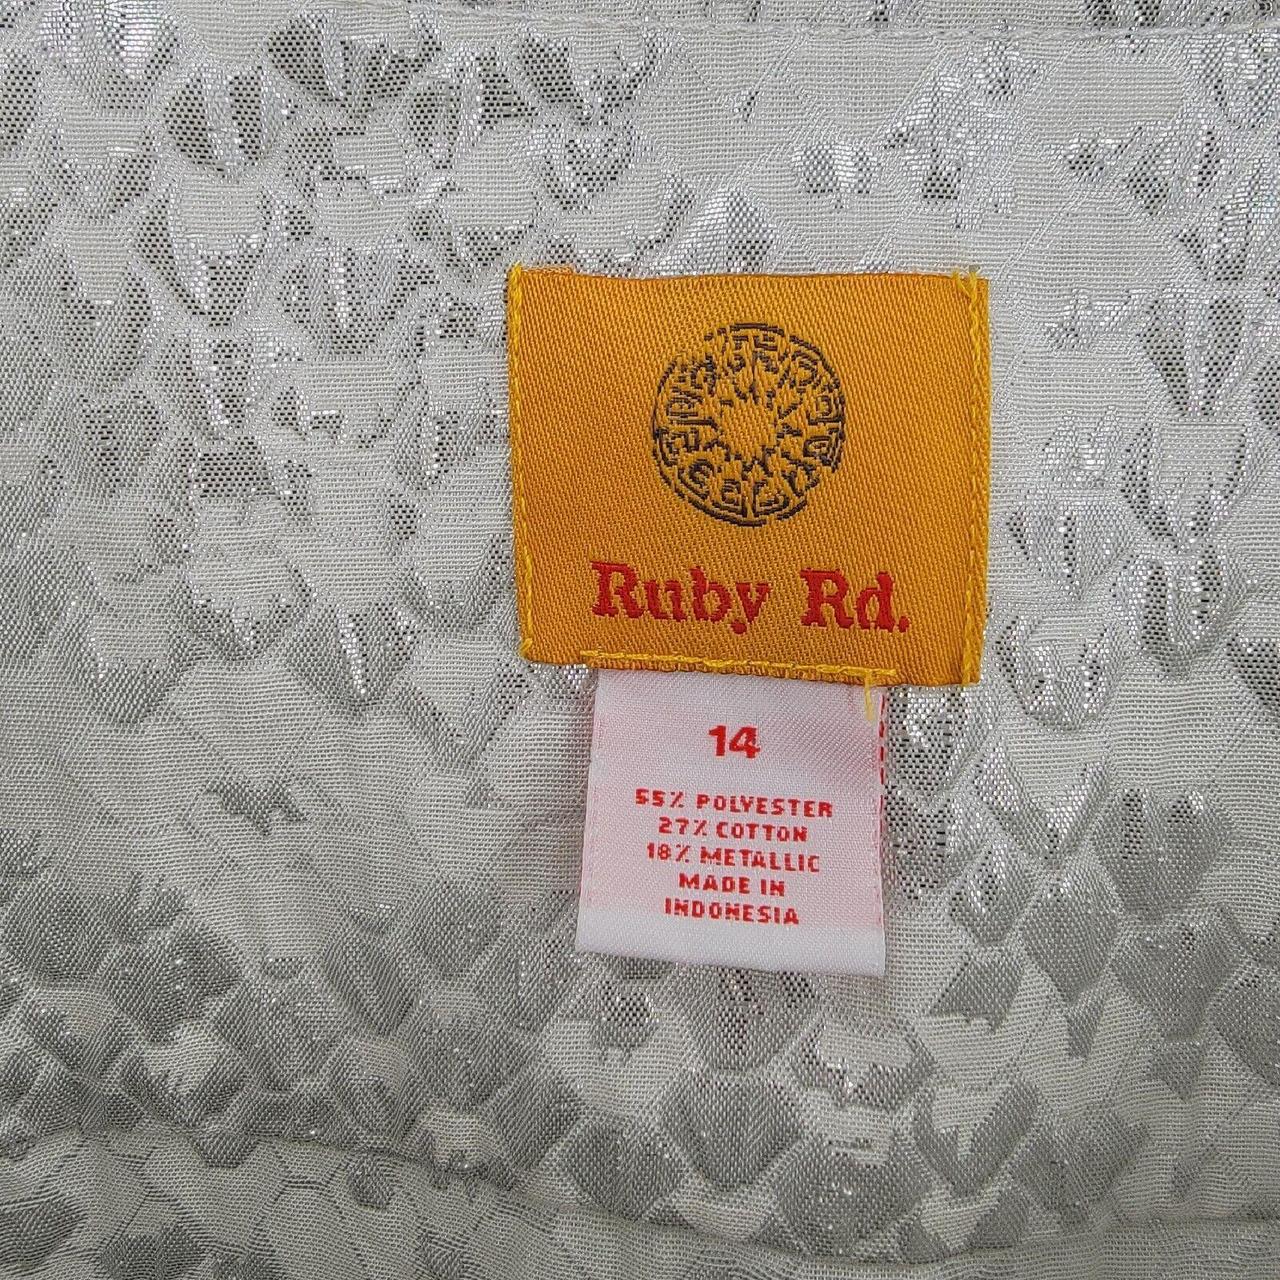 Ruby Rd.
14
55% POLYESTER
27% COTTON
18% METALLIC
MADE IN
INDONESIA